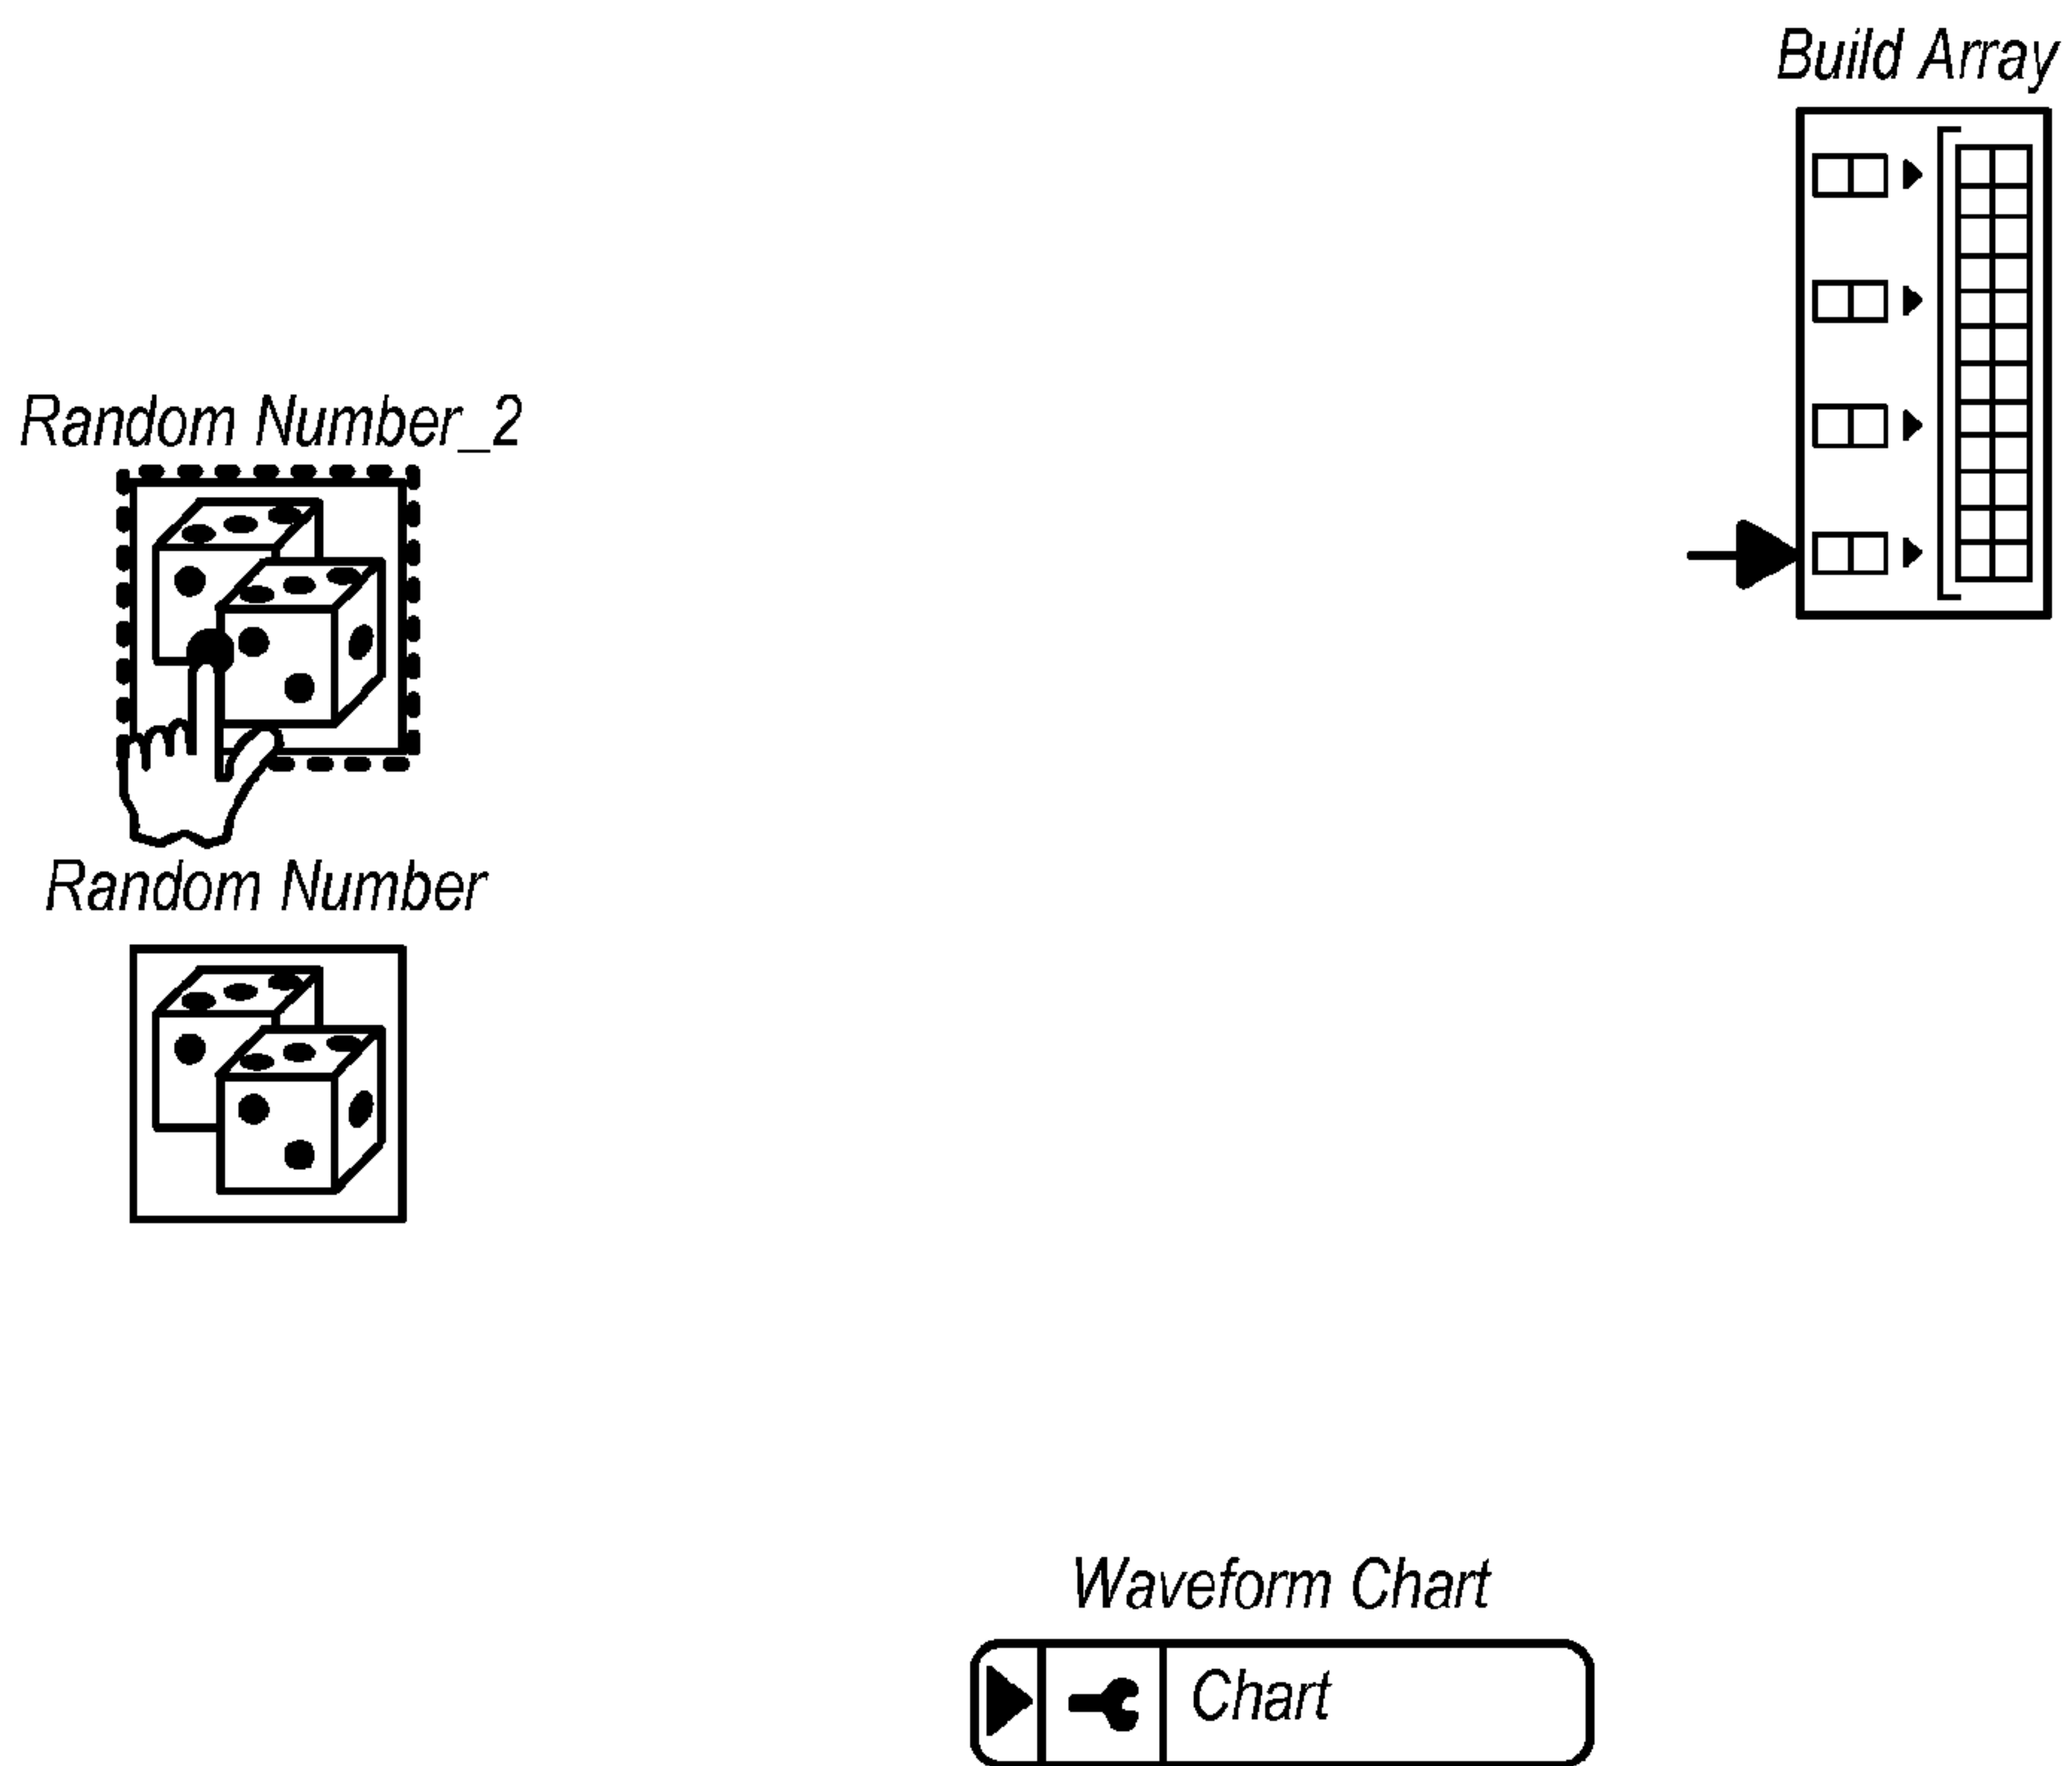 Build Array
Random Number_2
Random Number
Waveform Chart
Chart